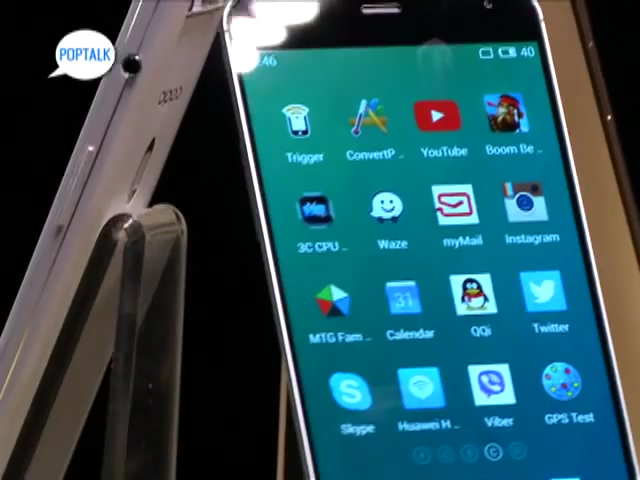 POPTALK
46
40
Trigger
ConvertP..
YouTube
Boom Be..
3C CPU..
Waze
myMail
Instagram
MTG Fam..
31
Calendar
QQi
Twitter
Skype
Huawei H..
Viber
GPS Test